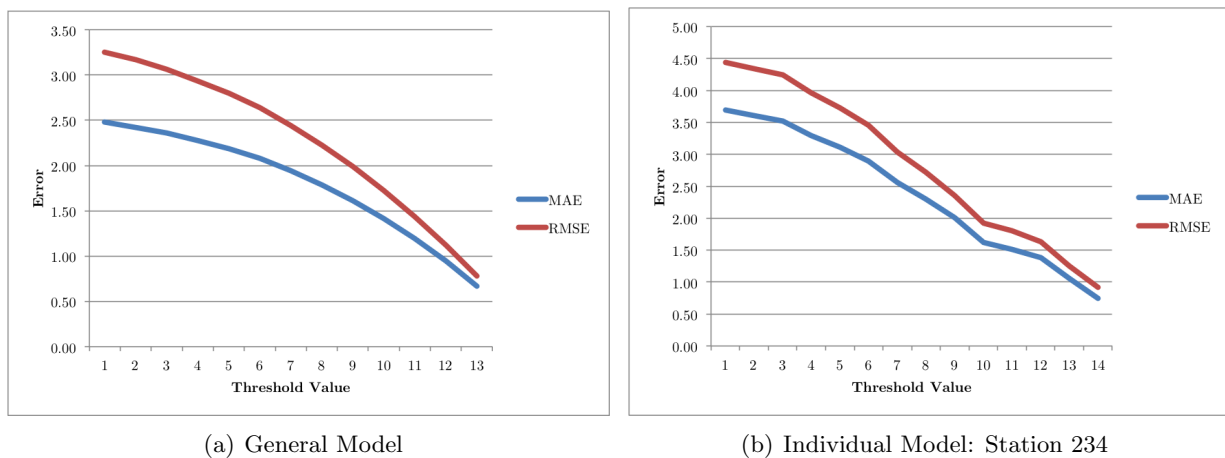 3.50
3.00
2.50
2.00
1.50
1.00
0.50
0.00
Error
1 2 3 4 5 6 7 8 9 10 11 12 13
Threshold Value
MAE
RMSE
(a) General Model
5.00
4.50
4.00
3.50
3.00
2.50
2.00
1.50
1.00
0.50
0.00
Error
1 2 3 4 5 6 7 8 9 10 11 12 13 14
Threshold Value
MAE
RMSE
(b) Individual Model: Station 234